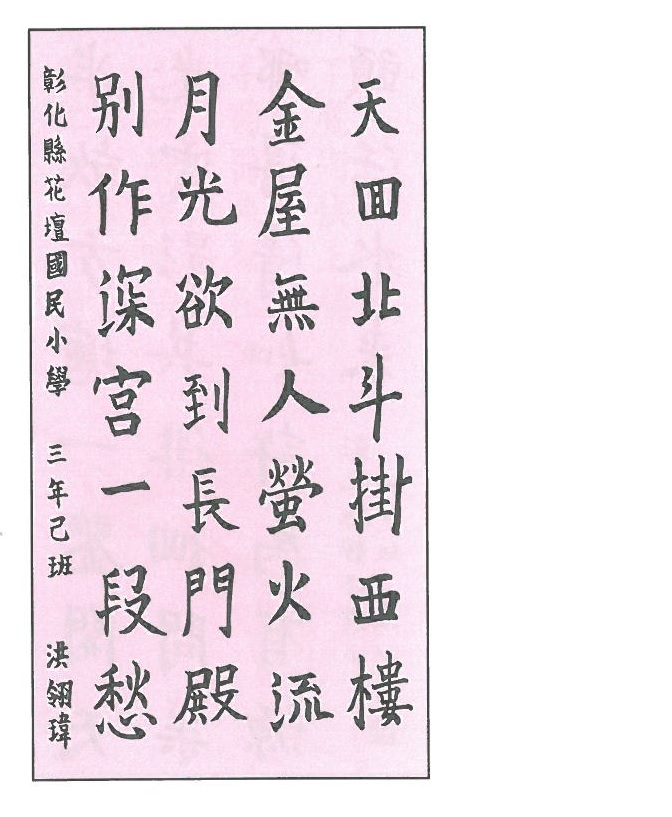 天回北斗掛西樓
金屋無人螢火流
月光欲到長門殿
別作深宮一段愁
彰化縣花壇國民小學 三年己班 洪翎瑋